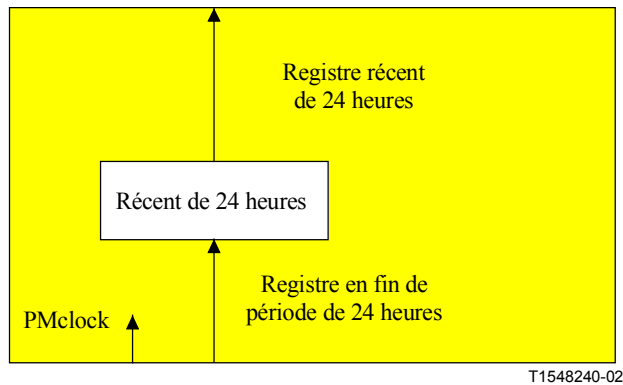 Registre récent
de 24 heures
Récent de 24 heures
Registre en fin de
période de 24 heures
PMclock
T1548240-02